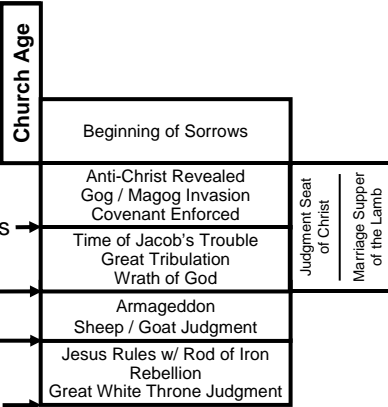 Church Age
Beginning of Sorrows
Anti-Christ Revealed
Gog / Magog Invasion
Covenant Enforced
s
Time of Jacob's Trouble
Great Tribulation
Wrath of God
Judgment Seat
of Christ
Marriage Supper
of the Lamb
Armageddon
Sheep / Goat Judgment
Jesus Rules w/ Rod of Iron
Rebellion
Great White Throne Judgment